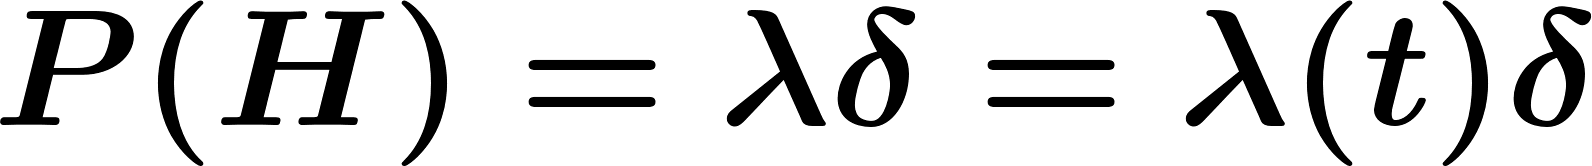 P(H) = λδ = λ(t)δ